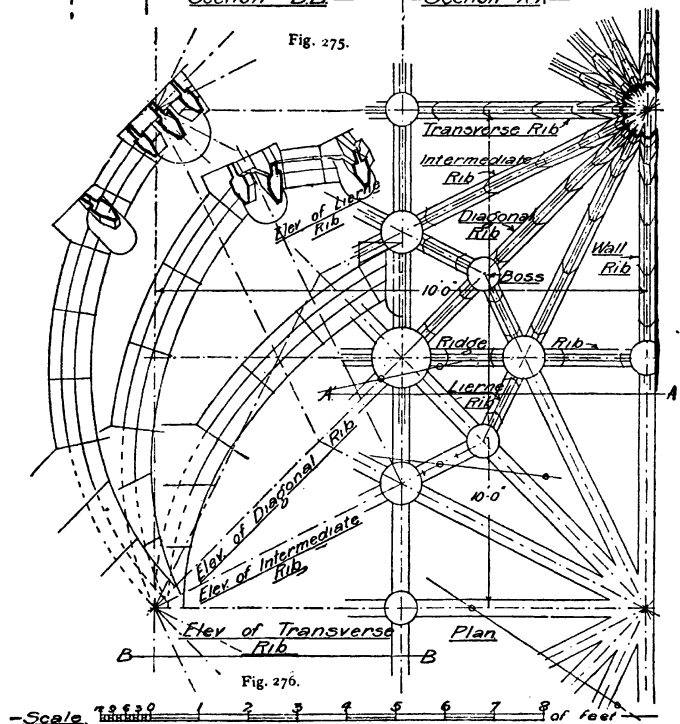 Section B.B.
Section A.A
Fig. 275.
Transverse Rib
Intermediate
Rib
Elev of Lierne
Rib
Diagonal
Rib
Wall
Rib
Boss
10'.0"
Ridge
Rib
A
A
Lierne
Rib
10'.0"
Elev of Diagonal Rib
Elev of Intermediate
Rib
Elev of Transverse
Rib
Plan
B
B
Fig. 276.
Scale
0 1 2 3 4 5 6 7 8 of feet